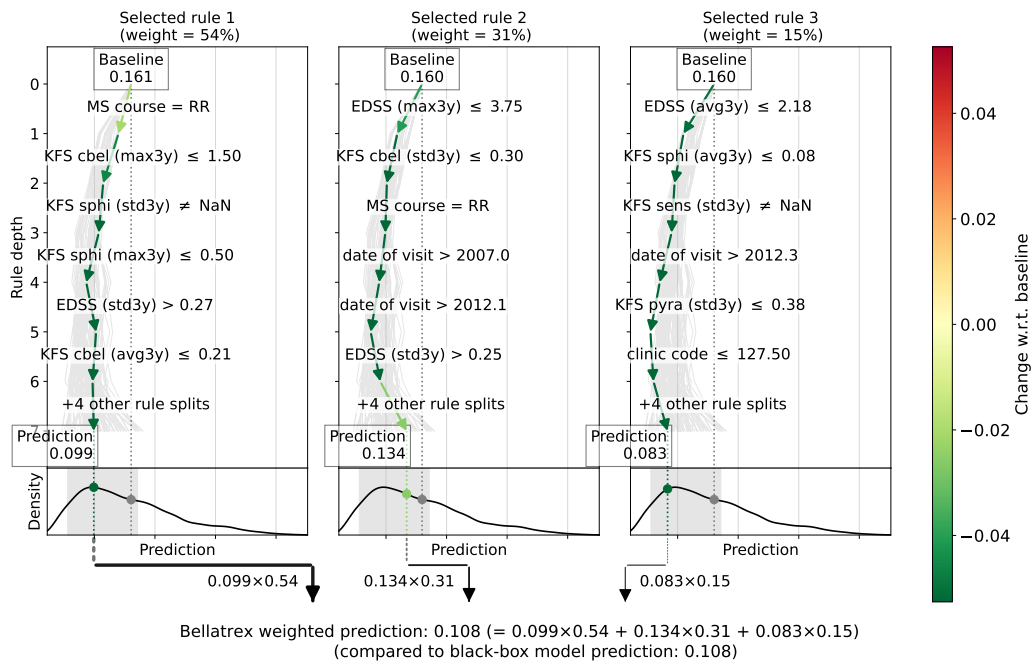 Selected rule 1
(weight = 54%)
Selected rule 2
(weight = 31%)
Selected rule 3
(weight = 15%)
Rule depth
0
1
2
3
4
5
6
7
Baseline
0.161
MS course = RR
KFS cbel (max3y) ≤ 1.50
KFS sphi (std3y) ≠ NaN
KFS sphi (max3y) ≤ 0.50
EDSS (std3y) > 0.27
KFS cbel (avg3y) ≤ 0.21
+4 other rule splits
Prediction
0.099
Baseline
0.160
EDSS (max3y) ≤ 3.75
KFS cbel (std3y) ≤ 0.30
MS course = RR
date of visit > 2007.0
date of visit > 2012.1
EDSS (std3y) > 0.25
+4 other rule splits
Prediction
0.134
Baseline
0.160
EDSS (avg3y) ≤ 2.18
KFS sphi (avg3y) ≤ 0.08
KFS sens (std3y) ≠ NaN
date of visit > 2012.3
KFS pyra (std3y) ≤ 0.38
clinic code ≤ 127.50
+4 other rule splits
Prediction
0.083
Density
Prediction
Prediction
Prediction
0.099×0.54
0.134×0.31
0.083×0.15
Bellatrex weighted prediction: 0.108 (= 0.099×0.54 + 0.134×0.31 + 0.083×0.15)
(compared to black-box model prediction: 0.108)
0.04
0.02
0.00
−0.02
−0.04
Change w.r.t. baseline